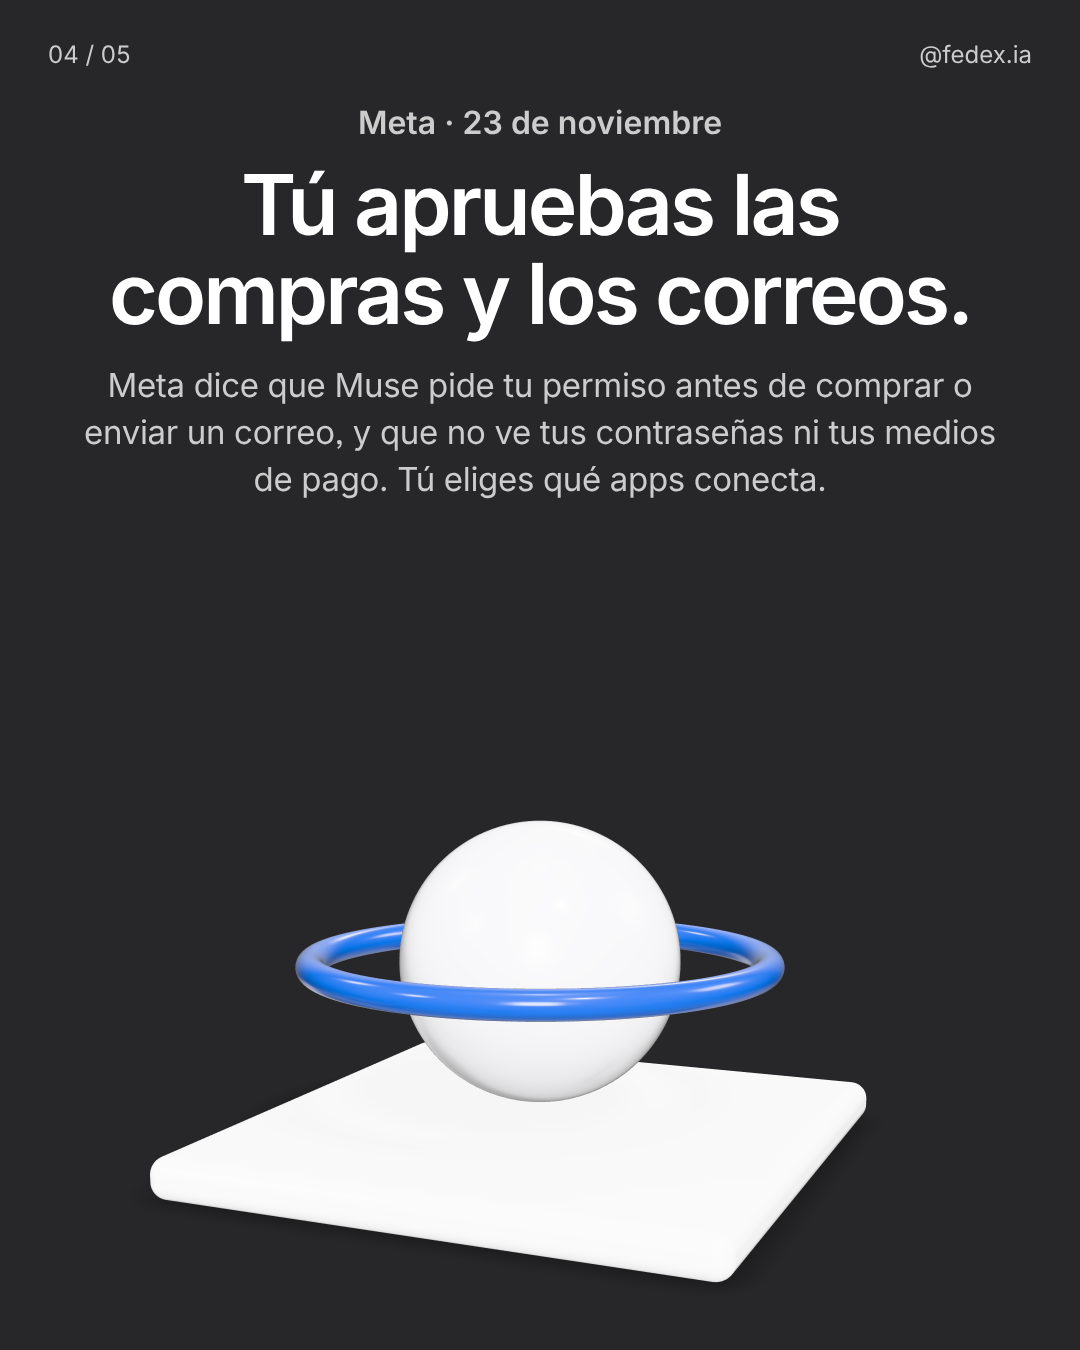 04 / 05
@fedex.ia
Meta · 23 de noviembre
Tú apruebas las
compras y los correos.
Meta dice que Muse pide tu permiso antes de comprar o
enviar un correo, y que no ve tus contraseñas ni tus medios
de pago. Tú eliges qué apps conecta.